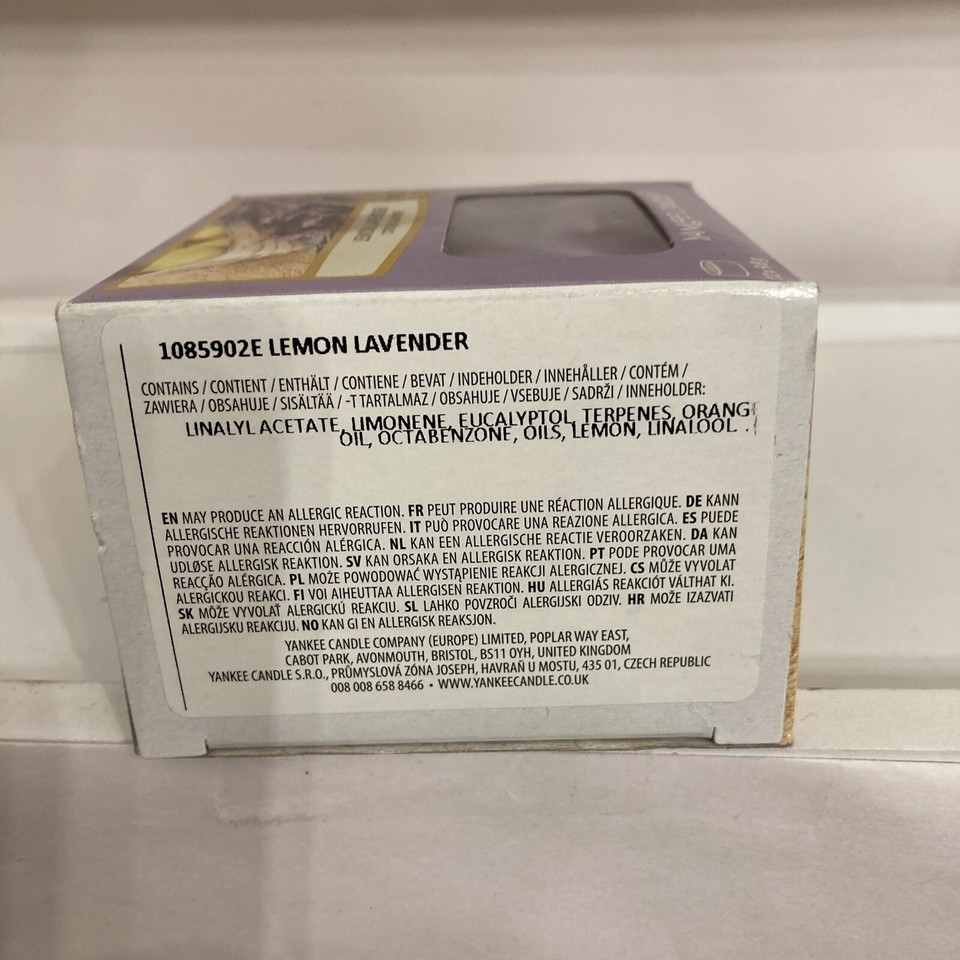 1085902E LEMON LAVENDER
CONTAINS / CONTIENT / ENTHÄLT / CONTIENE / BEVAT / INDEHOLDER / INNEHÅLLER / CONTÉM /
ZAWIERA / OBSAHUJE / SISÄLTÄÄ / -T TARTALMAZ / OBSAHUJE / VSEBUJE / SADRŽI / INNEHOLDER:
LINALYL ACETATE, LIMONENE, EUCALYPTOL, TERPENES, ORANG
OIL, OCTABENZONE, OILS, LEMON, LINALOOL .
EN MAY PRODUCE AN ALLERGIC REACTION. FR PEUT PRODUIRE UNE RÉACTION ALLERGIQUE. DE KANN
ALLERGISCHE REAKTIONEN HERVORRUFEN. IT PUÒ PROVOCARE UNA REAZIONE ALLERGICA. ES PUEDE
PROVOCAR UNA REACCIÓN ALÉRGICA. NL KAN EEN ALLERGISCHE REACTIE VEROORZAKEN. DA KAN
UDLØSE ALLERGISK REAKTION. SV KAN ORSAKA EN ALLERGISK REAKTION. PT PODE PROVOCAR UMA
REACÇÃO ALÉRGICA. PL MOŻE POWODOWAĆ WYSTĄPIENIE REAKCJI ALERGICZNEJ. CS MŮŽE VYVOLAT
ALERGICKOU REAKCI. FI VOI AIHEUTTAA ALLERGISEN REAKTION. HU ALLERGIÁS REAKCIÓT VÁLTHAT KI.
SK MÔŽE VYVOLAŤ ALERGICKÚ REAKCIU. SL LAHKO POVZROČI ALERGIJSKI ODZIV. HR MOŽE IZAZVATI
ALERGIJSKU REAKCIJU. NO KAN GI EN ALLERGISK REAKSJON.
YANKEE CANDLE COMPANY (EUROPE) LIMITED, POPLAR WAY EAST,
CABOT PARK, AVONMOUTH, BRISTOL, BS11 0YH, UNITED KINGDOM
YANKEE CANDLE S.R.O., PRŮMYSLOVÁ ZÓNA JOSEPH, HAVRAŇ U MOSTU, 435 01, CZECH REPUBLIC
008 008 658 8466 • WWW.YANKEECANDLE.CO.UK